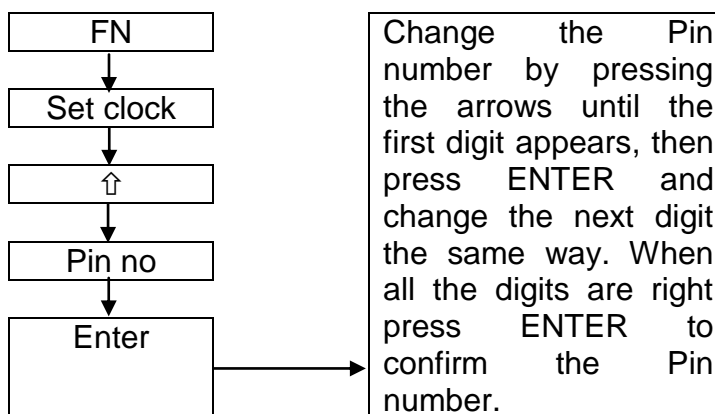 FN
Set clock
⇧
Pin no
Enter
Change the Pin
number by pressing
the arrows until the
first digit appears, then
press ENTER and
change the next digit
the same way. When
all the digits are right
press ENTER to
confirm the Pin
number.